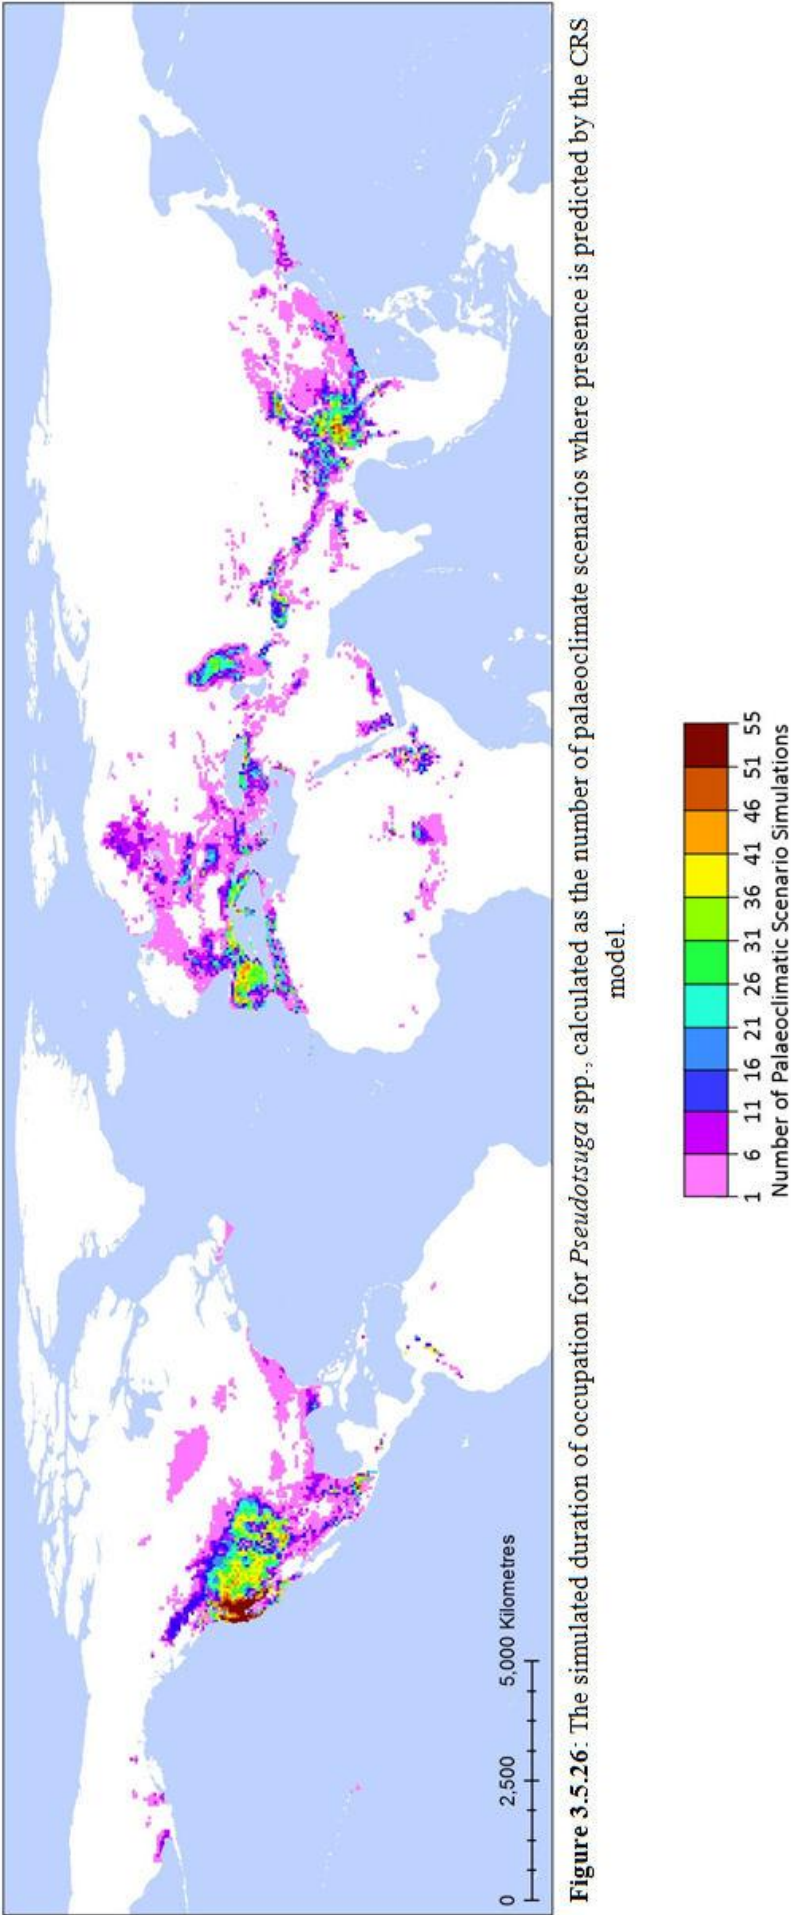 0 2,500 5,000 Kilometres
Figure 3.5.26: The simulated duration of occupation for Pseudotsuga spp., calculated as the number of palaeoclimate scenarios where presence is predicted by the CRS
model.
1 6 11 16 21 26 31 36 41 46 51 55
Number of Palaeoclimatic Scenario Simulations